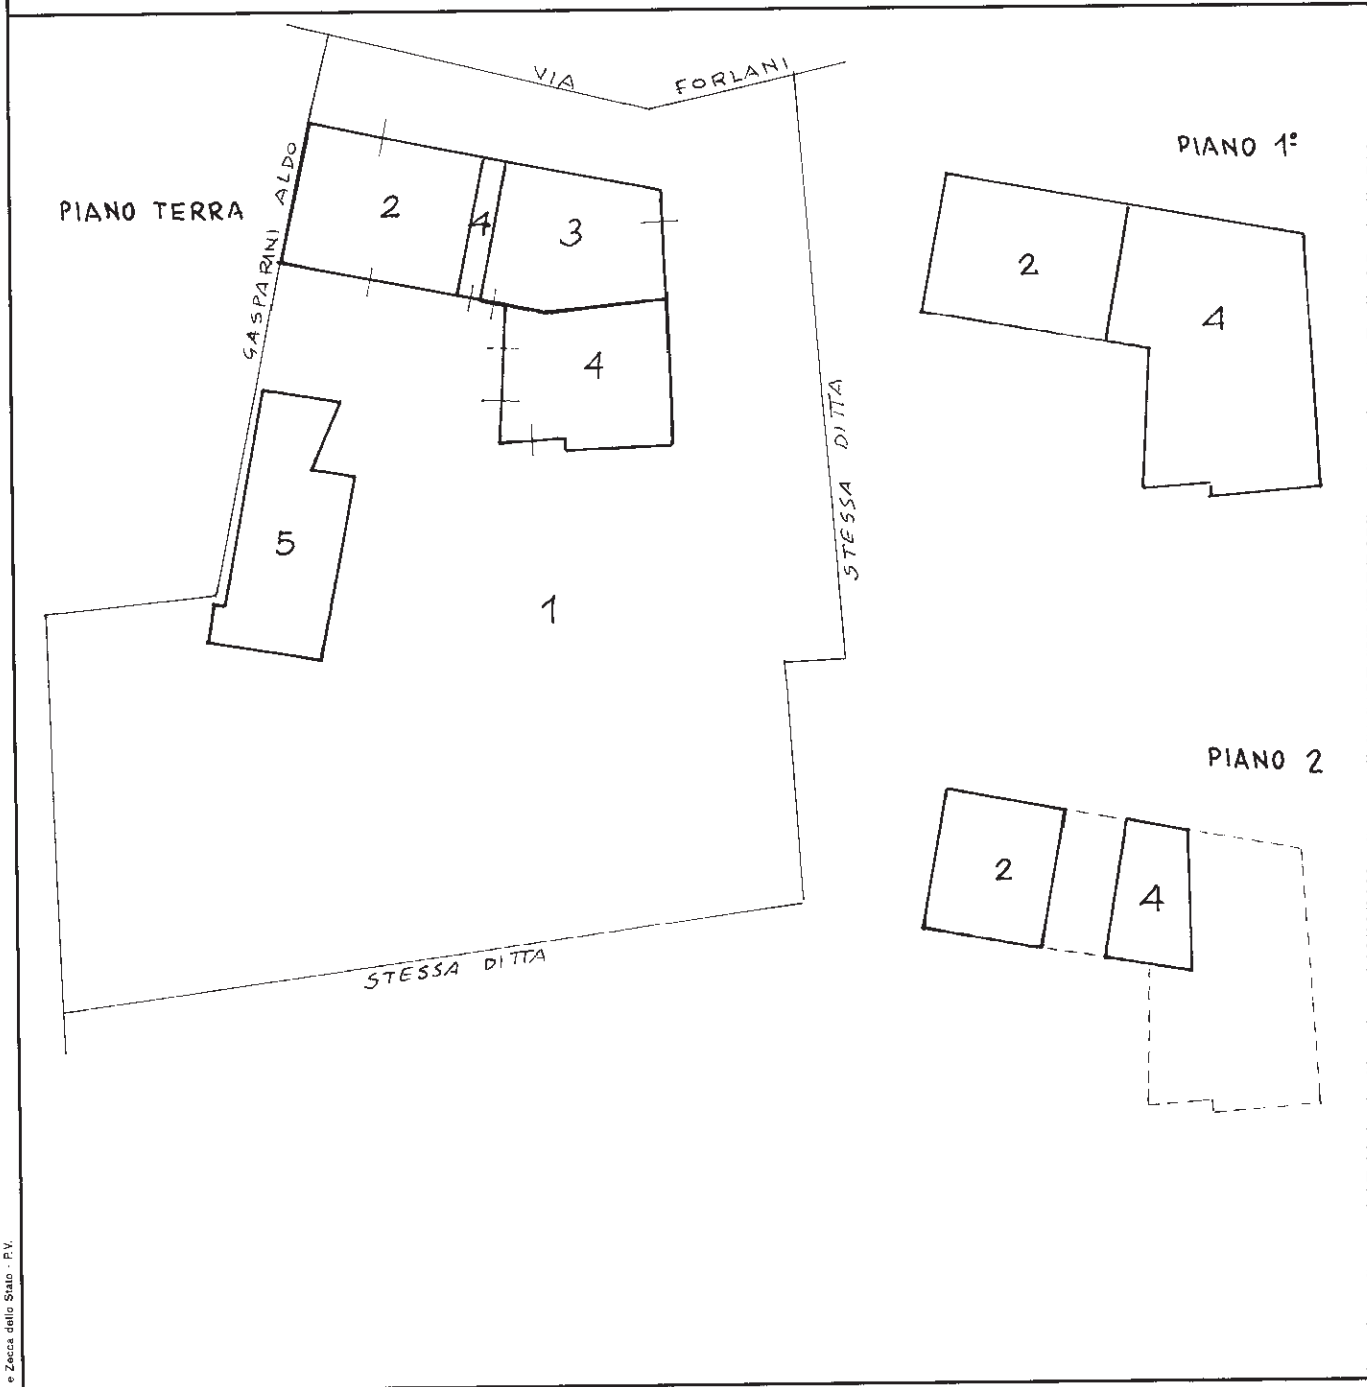 VIA FORLANI
PIANO TERRA
GASPARINI ALDO
2
4
3
4
5
1
STESSA DITTA
STESSA DITTA
PIANO 1º
2
4
PIANO 2
2
4
e Zecca dello Stato - P.V.